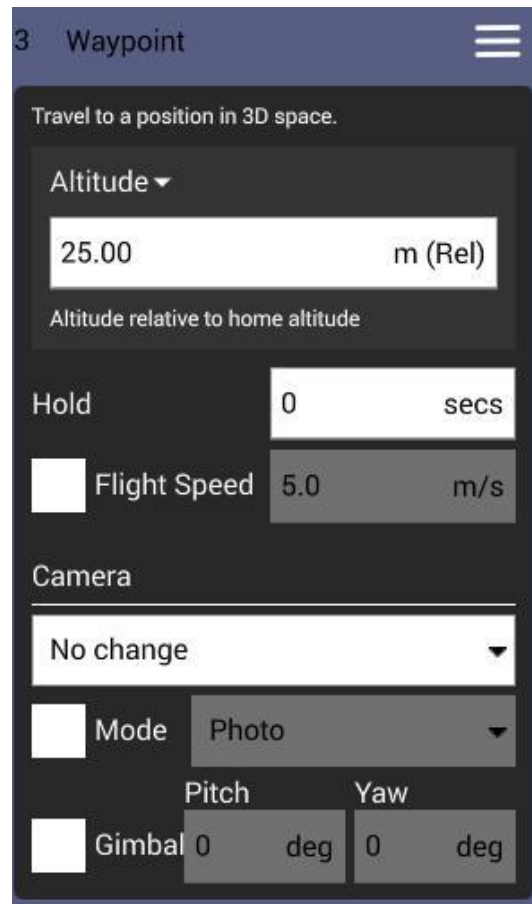 3 Waypoint
Travel to a position in 3D space.
Altitude
25.00 m (Rel)
Altitude relative to home altitude
Hold 0 secs
Flight Speed 5.0 m/s
Camera
No change
Mode Photo
Pitch Yaw
Gimbal 0 deg 0 deg